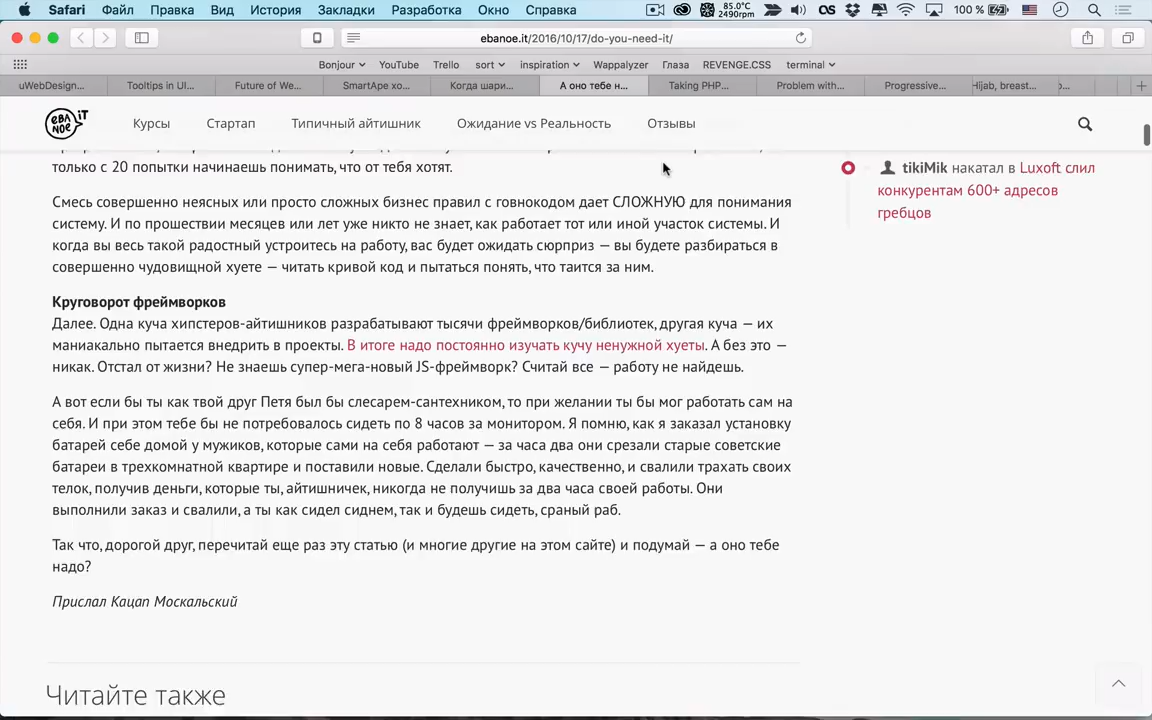 Safari Файл Правка Вид История Закладки Разработка Окно Справка
85.0°C
2490rpm
100 %
ebanoe.it/2016/10/17/do-you-need-it/
Bonjour YouTube Trello sort inspiration Wappalyzer Глаза REVENGE.CSS terminal
uWebDesign... Tooltips in UI... Future of We... SmartApe хо... Когда шари... А оно тебе н... Taking PHP... Problem with... Progressive... Hijab, breast...
ЕВА IT
НОЕ
Курсы Стартап Типичный айтишник Ожидание vs Реальность Отзывы
только с 20 попытки начинаешь понимать, что от тебя хотят.
Смесь совершенно неясных или просто сложных бизнес правил с говнокодом дает СЛОЖНУЮ для понимания
систему. И по прошествии месяцев или лет уже никто не знает, как работает тот или иной участок системы. И
когда вы весь такой радостный устроитесь на работу, вас будет ожидать сюрприз — вы будете разбираться в
совершенно чудовищной хуете — читать кривой код и пытаться понять, что таится за ним.
Круговорот фреймворков
Далее. Одна куча хипстеров-айтишников разрабатывают тысячи фреймворков/библиотек, другая куча — их
маниакально пытается внедрить в проекты. В итоге надо постоянно изучать кучу ненужной хуеты. А без это —
никак. Отстал от жизни? Не знаешь супер-мега-новый JS-фреймворк? Считай все — работу не найдешь.
А вот если бы ты как твой друг Петя был бы слесарем-сантехником, то при желании ты бы мог работать сам на
себя. И при этом тебе бы не потребовалось сидеть по 8 часов за монитором. Я помню, как я заказал установку
батарей себе домой у мужиков, которые сами на себя работают — за часа два они срезали старые советские
батареи в трехкомнатной квартире и поставили новые. Сделали быстро, качественно, и свалили трахать своих
телок, получив деньги, которые ты, айтишничек, никогда не получишь за два часа своей работы. Они
выполнили заказ и свалили, а ты как сидел сиднем, так и будешь сидеть, сраный раб.
Так что, дорогой друг, перечитай еще раз эту статью (и многие другие на этом сайте) и подумай — а оно тебе
надо?
Прислал Кацап Москальский
Читайте также
tikiMik накатал в Luxoft слил
конкурентам 600+ адресов
гребцов